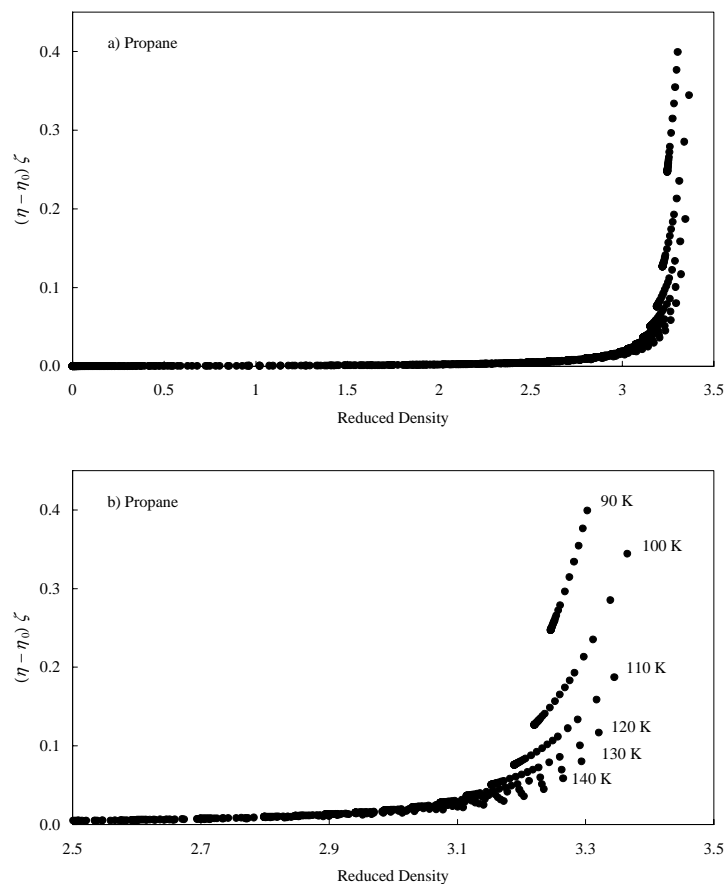 a) Propane
0.4
0.3
0.2
0.1
0.0
(η − η₀) ζ
0 0.5 1 1.5 2 2.5 3 3.5
Reduced Density
b) Propane
0.4
0.3
0.2
0.1
0.0
(η − η₀) ζ
90 K
100 K
110 K
120 K
130 K
140 K
2.5 2.7 2.9 3.1 3.3 3.5
Reduced Density